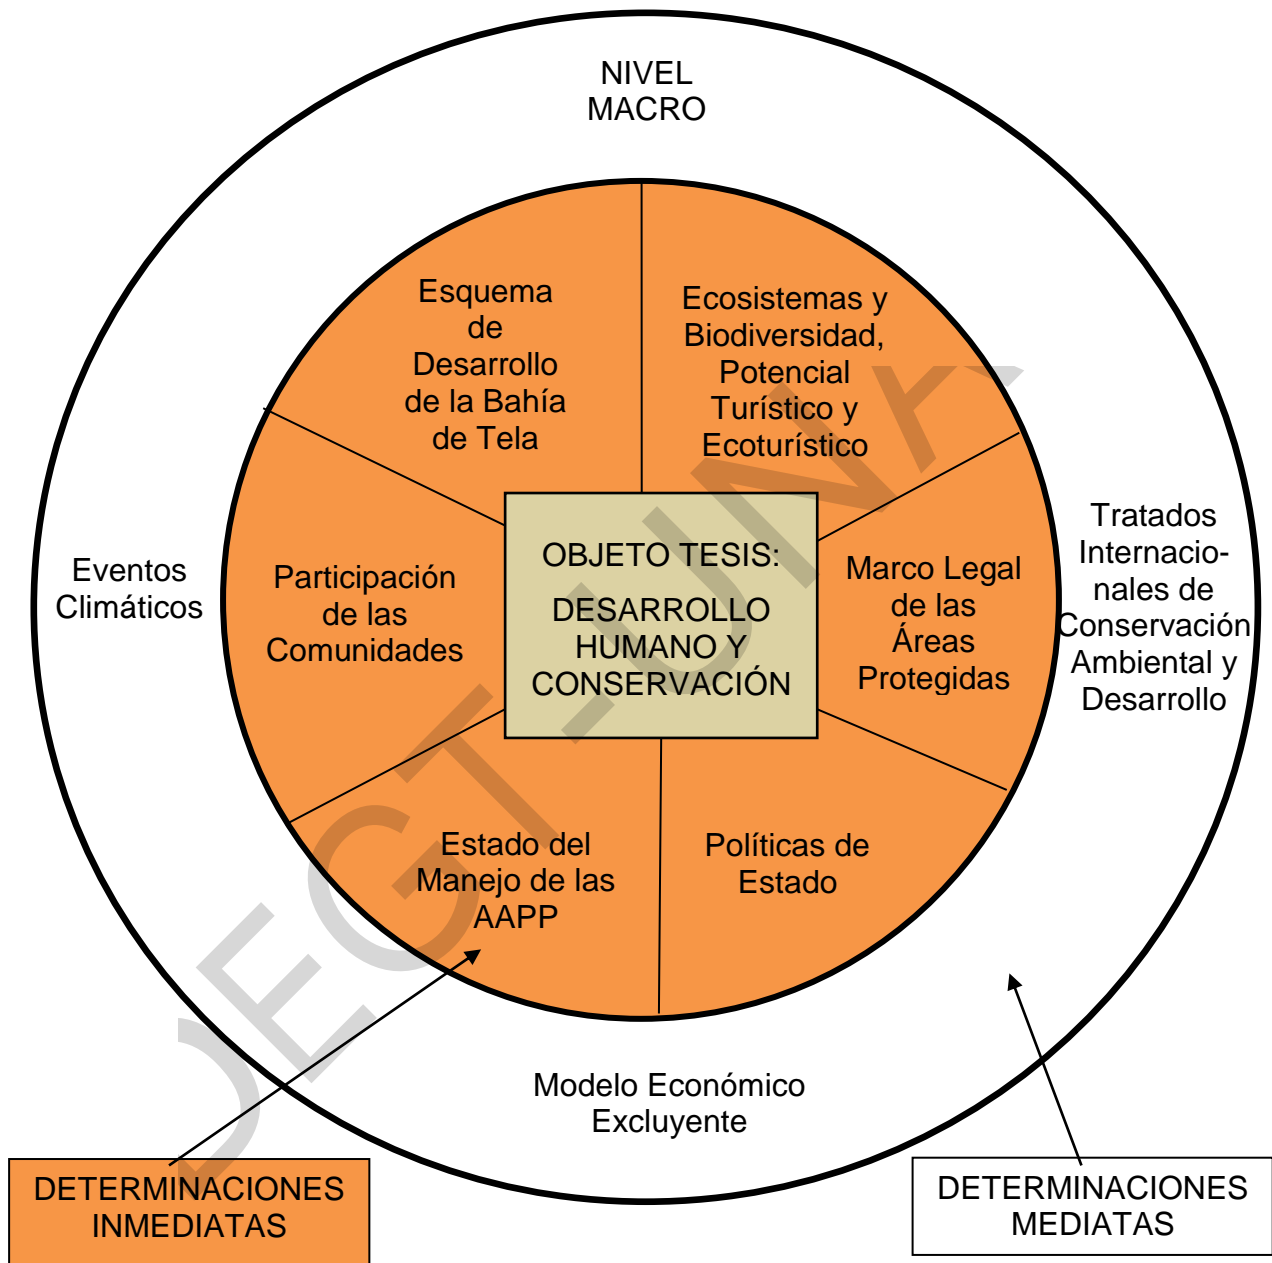 NIVEL
MACRO
Esquema
de
Desarrollo
de la Bahía
de Tela
Ecosistemas y
Biodiversidad,
Potencial
Turístico y
Ecoturístico
Eventos
Climáticos
Participación
de las
Comunidades
OBJETO TESIS:
DESARROLLO
HUMANO Y
CONSERVACIÓN
Marco Legal
de las
Áreas
Protegidas
Tratados
Internacio-
nales de
Conservación
Ambiental y
Desarrollo
Estado del
Manejo de las
AAPP
Políticas de
Estado
Modelo Económico
Excluyente
DETERMINACIONES
INMEDIATAS
DETERMINACIONES
MEDIATAS